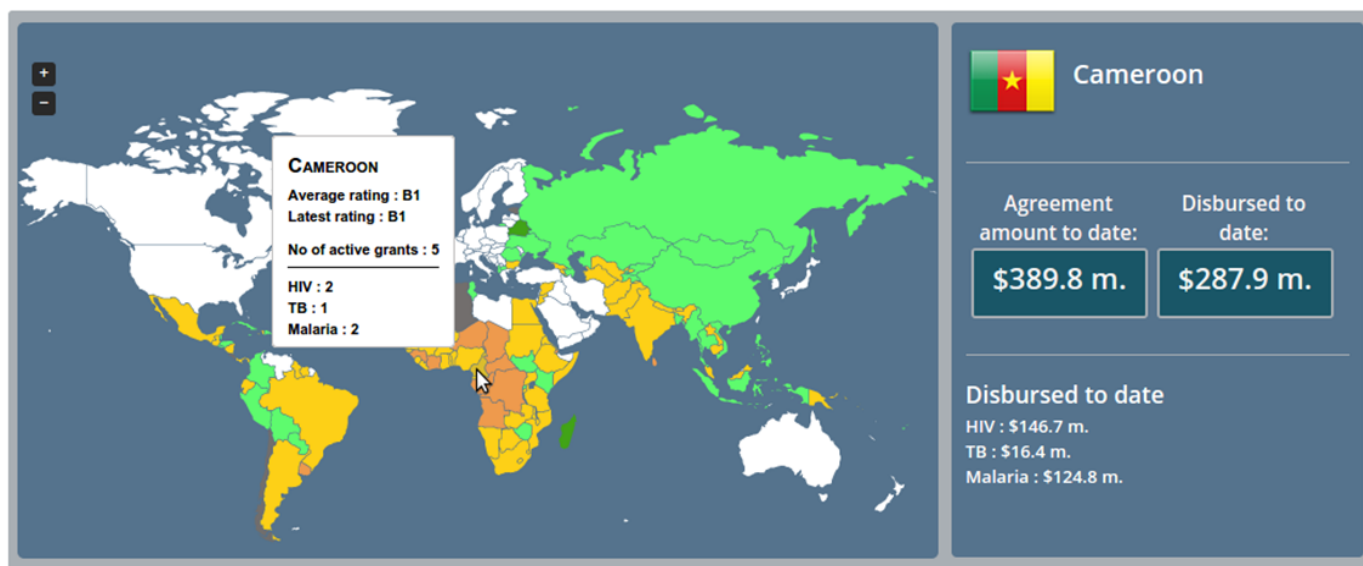 +
−
CAMEROON
Average rating : B1
Latest rating : B1
No of active grants : 5
HIV : 2
TB : 1
Malaria : 2
Cameroon
Agreement
amount to date:
$389.8 m.
Disbursed to
date:
$287.9 m.
Disbursed to date
HIV : $146.7 m.
TB : $16.4 m.
Malaria : $124.8 m.